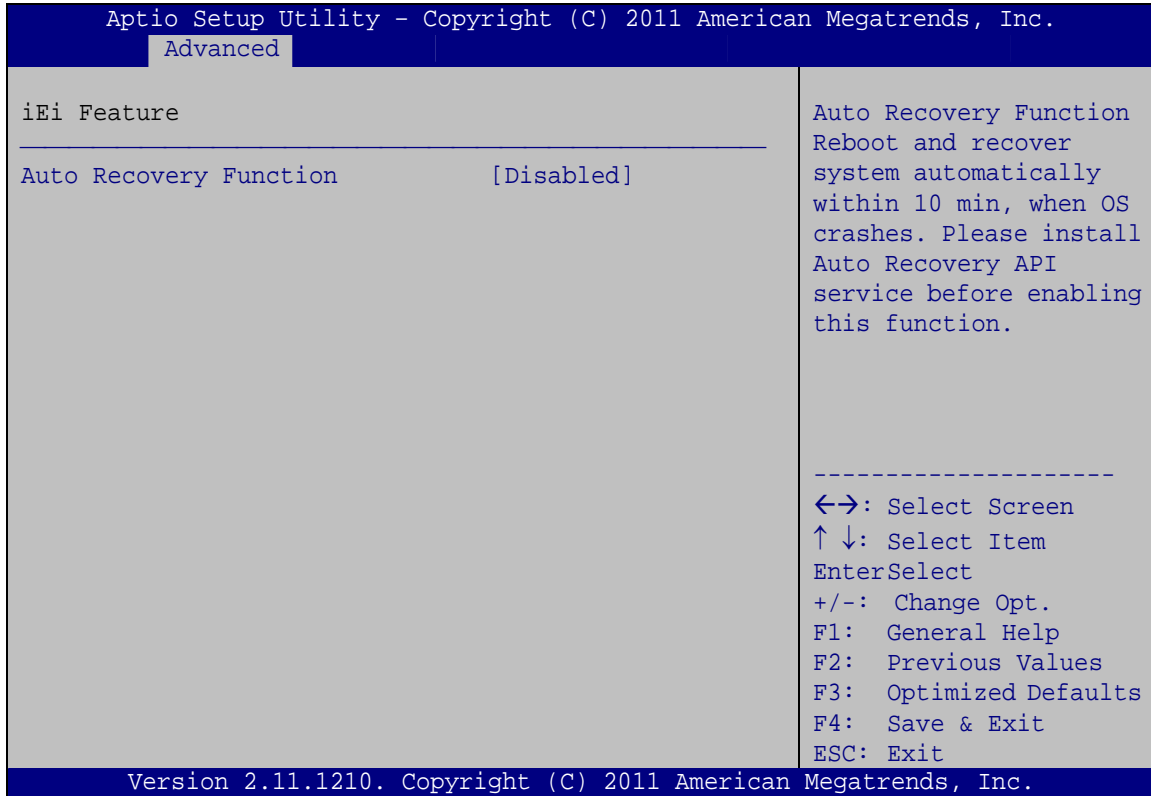 Aptio Setup Utility – Copyright (C) 2011 American Megatrends, Inc.
Advanced
iEi Feature
Auto Recovery Function [Disabled]
Auto Recovery Function
Reboot and recover
system automatically
within 10 min, when OS
crashes. Please install
Auto Recovery API
service before enabling
this function.
---------------------
←→: Select Screen
↑ ↓: Select Item
EnterSelect
+/-: Change Opt.
F1: General Help
F2: Previous Values
F3: Optimized Defaults
F4: Save & Exit
ESC: Exit
Version 2.11.1210. Copyright (C) 2011 American Megatrends, Inc.